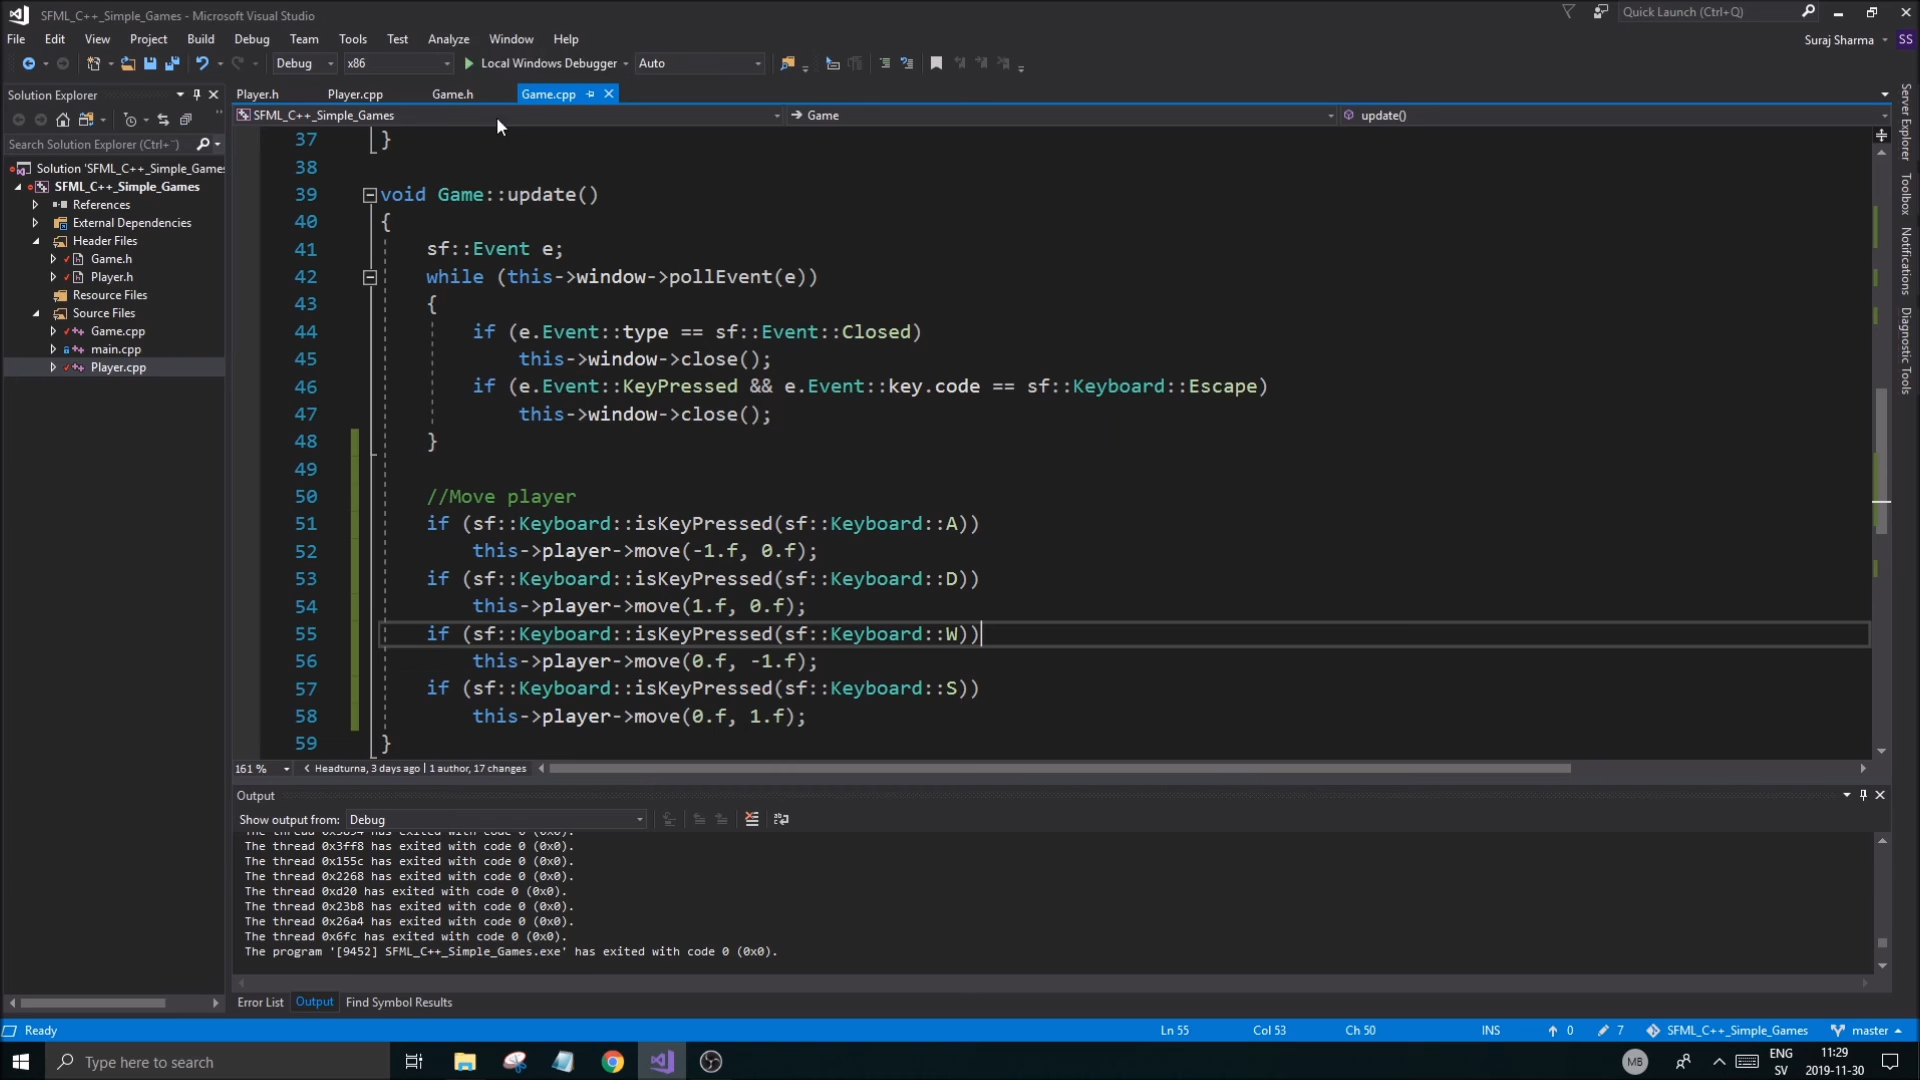 SFML_C++_Simple_Games - Microsoft Visual Studio
Quick Launch (Ctrl+Q)
File Edit View Project Build Debug Team Tools Test Analyze Window Help
Suraj Sharma SS
Debug x86 Local Windows Debugger Auto
Solution Explorer
Player.h Player.cpp Game.h Game.cpp
SFML_C++_Simple_Games Game update()
Search Solution Explorer (Ctrl+¨)
Solution 'SFML_C++_Simple_Games
SFML_C++_Simple_Games
References
External Dependencies
Header Files
Game.h
Player.h
Resource Files
Source Files
Game.cpp
main.cpp
Player.cpp
37 }
38
39 void Game::update()
40 {
41 sf::Event e;
42 while (this->window->pollEvent(e))
43 {
44 if (e.Event::type == sf::Event::Closed)
45 this->window->close();
46 if (e.Event::KeyPressed && e.Event::key.code == sf::Keyboard::Escape)
47 this->window->close();
48 }
49
50 //Move player
51 if (sf::Keyboard::isKeyPressed(sf::Keyboard::A))
52 this->player->move(-1.f, 0.f);
53 if (sf::Keyboard::isKeyPressed(sf::Keyboard::D))
54 this->player->move(1.f, 0.f);
55 if (sf::Keyboard::isKeyPressed(sf::Keyboard::W))
56 this->player->move(0.f, -1.f);
57 if (sf::Keyboard::isKeyPressed(sf::Keyboard::S))
58 this->player->move(0.f, 1.f);
59 }
Server Explorer
Toolbox
Notifications
Diagnostic Tools
161 % Headturna, 3 days ago | 1 author, 17 changes
Output
Show output from: Debug
The thread 0x3ff8 has exited with code 0 (0x0).
The thread 0x155c has exited with code 0 (0x0).
The thread 0x2268 has exited with code 0 (0x0).
The thread 0xd20 has exited with code 0 (0x0).
The thread 0x23b8 has exited with code 0 (0x0).
The thread 0x26a4 has exited with code 0 (0x0).
The thread 0x6fc has exited with code 0 (0x0).
The program '[9452] SFML_C++_Simple_Games.exe' has exited with code 0 (0x0).
Error List Output Find Symbol Results
Ready Ln 55 Col 53 Ch 50 INS 0 7 SFML_C++_Simple_Games master
Type here to search
MB
ENG
SV
11:29
2019-11-30